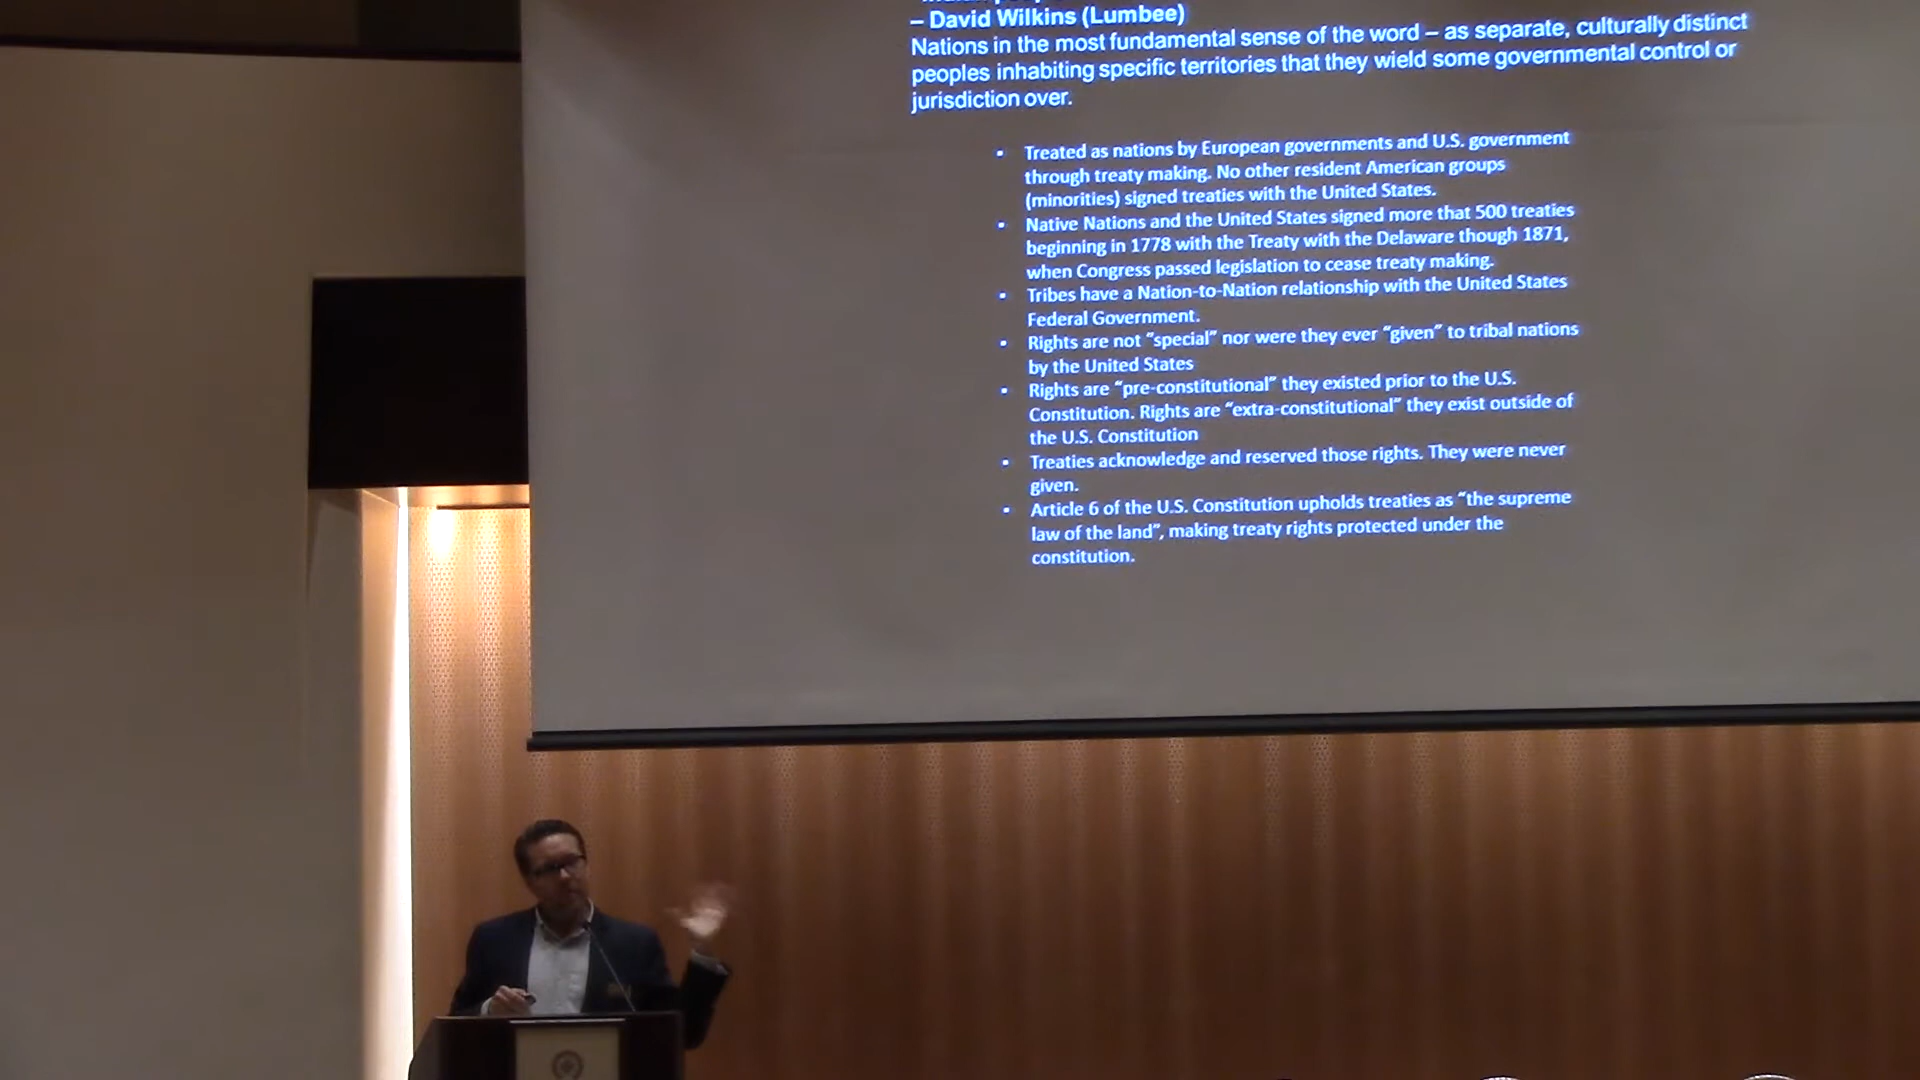 – David Wilkins (Lumbee)
Nations in the most fundamental sense of the word – as separate, culturally distinct
peoples inhabiting specific territories that they wield some governmental control or
jurisdiction over.
▪ Treated as nations by European governments and U.S. government
through treaty making. No other resident American groups
(minorities) signed treaties with the United States.
▪ Native Nations and the United States signed more that 500 treaties
beginning in 1778 with the Treaty with the Delaware though 1871,
when Congress passed legislation to cease treaty making.
▪ Tribes have a Nation-to-Nation relationship with the United States
Federal Government.
▪ Rights are not “special” nor were they ever “given” to tribal nations
by the United States
▪ Rights are “pre-constitutional” they existed prior to the U.S.
Constitution. Rights are “extra-constitutional” they exist outside of
the U.S. Constitution
▪ Treaties acknowledge and reserved those rights. They were never
given.
▪ Article 6 of the U.S. Constitution upholds treaties as “the supreme
law of the land”, making treaty rights protected under the
constitution.